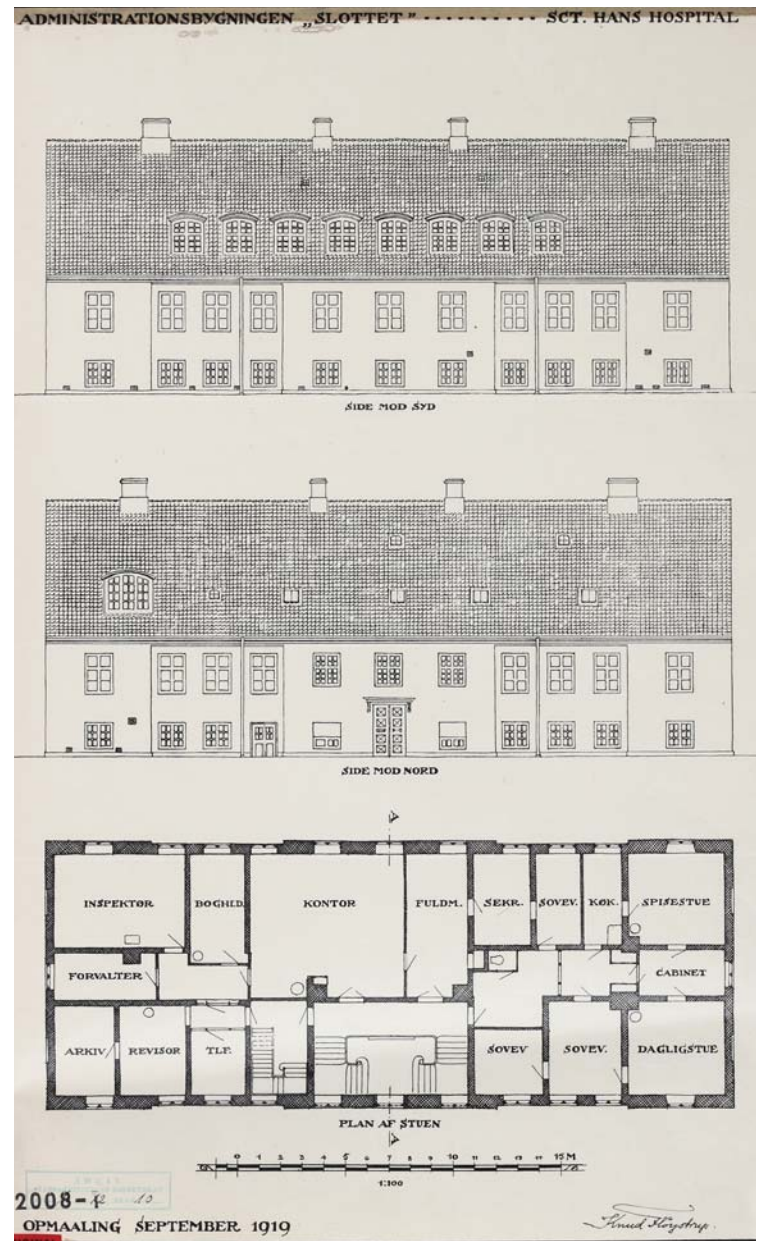 ADMINISTRATIONSBYGNINGEN „SLOTTET” · · · · · · · · · · SCT. HANS HOSPITAL
SIDE MOD SYD
SIDE MOD NORD
A
INSPEKTØR BOGHLD. KONTOR FULDM. SEKR. SOVEV. KØK. SPISESTUE
FORVALTER CABINET
ARKIV. REVISOR TLF. SOVEV SOVEV. DAGLIGSTUE
PLAN AF STUEN
A
0 1 2 3 4 5 6 7 8 9 10 11 12 13 14 15 M
1:100
2008- 10
OPMAALING SEPTEMBER 1919
Knud Fløystrup.